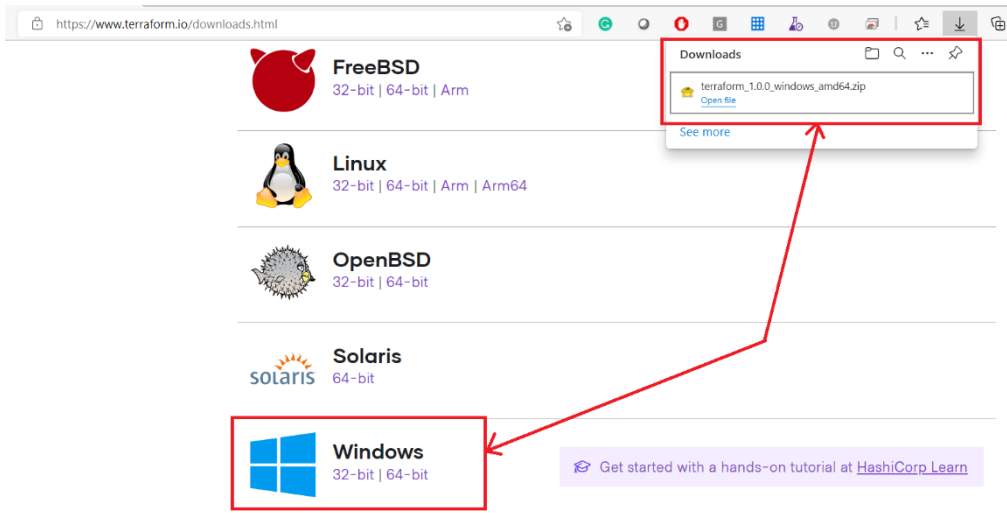 https://www.terraform.io/downloads.html
Downloads
terraform_1.0.0_windows_amd64.zip
Open file
See more
FreeBSD
32-bit | 64-bit | Arm
Linux
32-bit | 64-bit | Arm | Arm64
OpenBSD
32-bit | 64-bit
solaris
Solaris
64-bit
Windows
32-bit | 64-bit
Get started with a hands-on tutorial at HashiCorp Learn